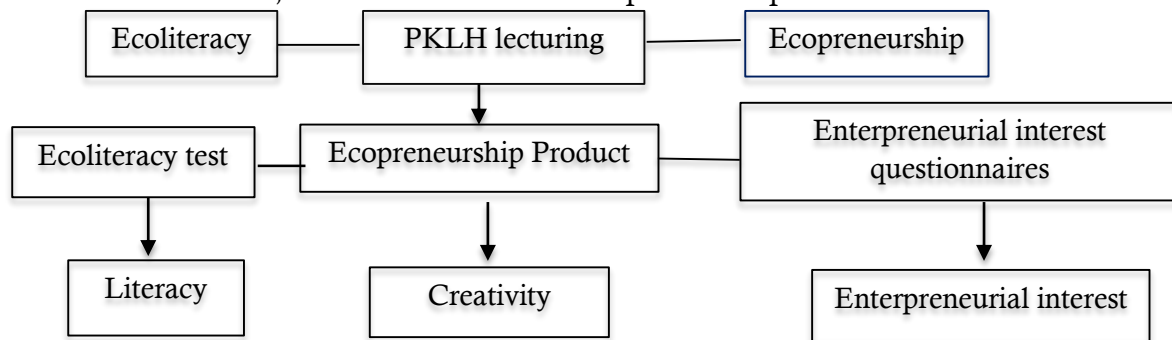 Ecoliteracy
PKLH lecturing
Ecopreneurship
Ecoliteracy test
Ecopreneurship Product
Enterpreneurial interest
questionnaires
Literacy
Creativity
Enterpreneurial interest